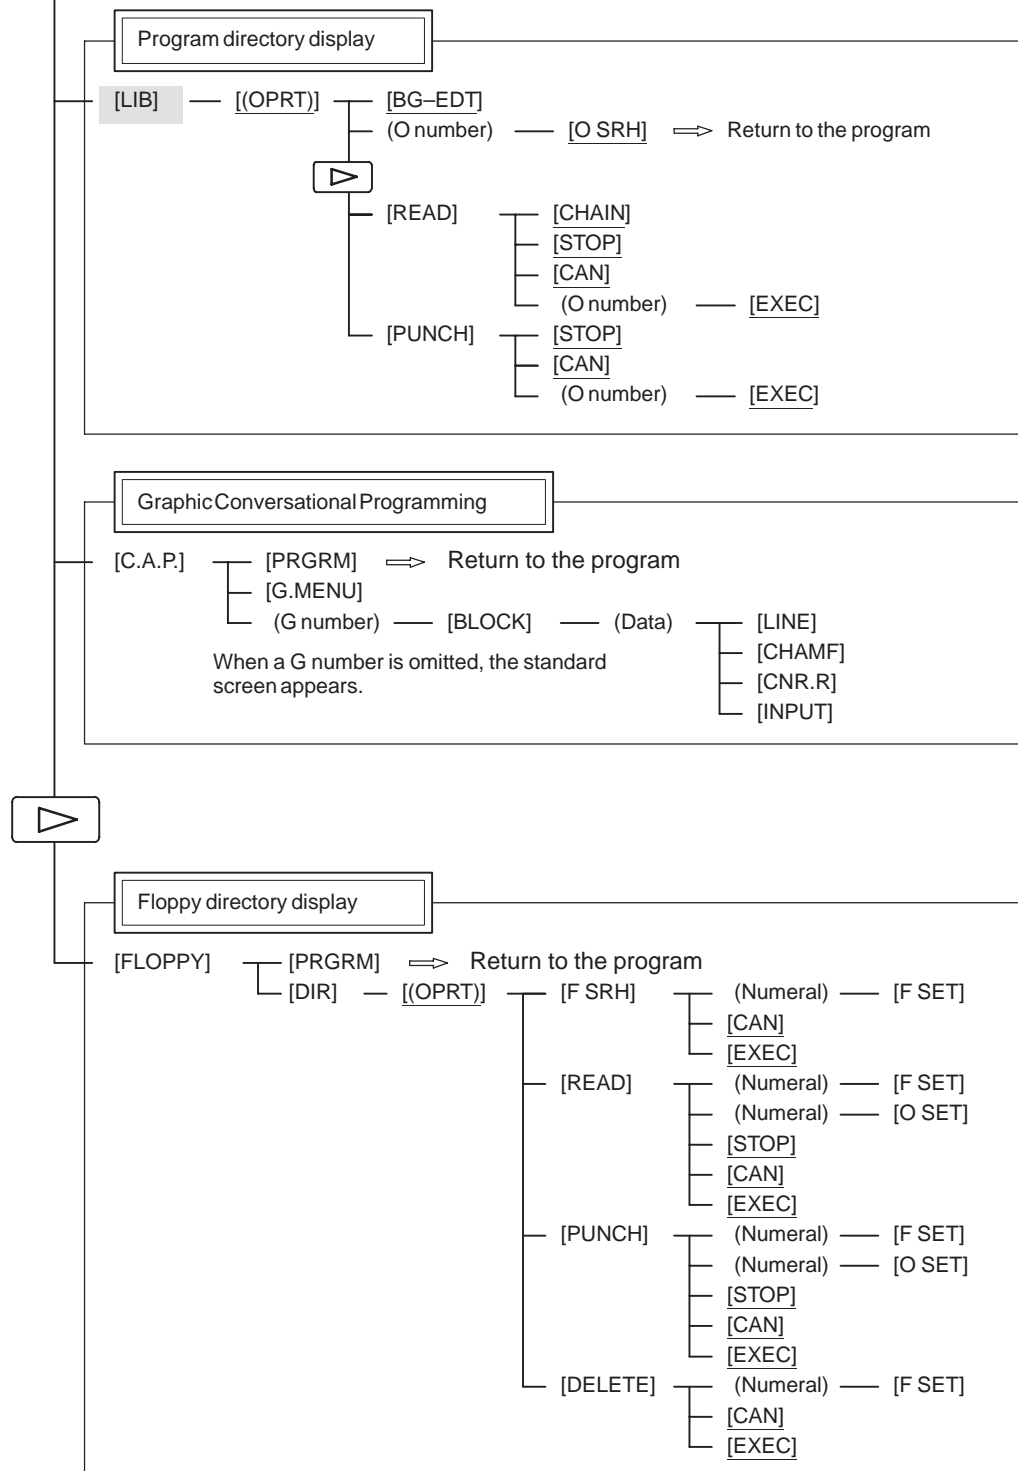 Program directory display
[LIB] [(OPRT)] [BG–EDT]
(O number) [O SRH] Return to the program
[READ] [CHAIN]
[STOP]
[CAN]
(O number) [EXEC]
[PUNCH] [STOP]
[CAN]
(O number) [EXEC]
Graphic Conversational Programming
[C.A.P.] [PRGRM] Return to the program
[G.MENU]
(G number) [BLOCK] (Data) [LINE]
[CHAMF]
When a G number is omitted, the standard
screen appears.
[CNR.R]
[INPUT]
Floppy directory display
[FLOPPY] [PRGRM] Return to the program
[DIR] [(OPRT)] [F SRH] (Numeral) [F SET]
[CAN]
[EXEC]
[READ] (Numeral) [F SET]
(Numeral) [O SET]
[STOP]
[CAN]
[EXEC]
[PUNCH] (Numeral) [F SET]
(Numeral) [O SET]
[STOP]
[CAN]
[EXEC]
[DELETE] (Numeral) [F SET]
[CAN]
[EXEC]